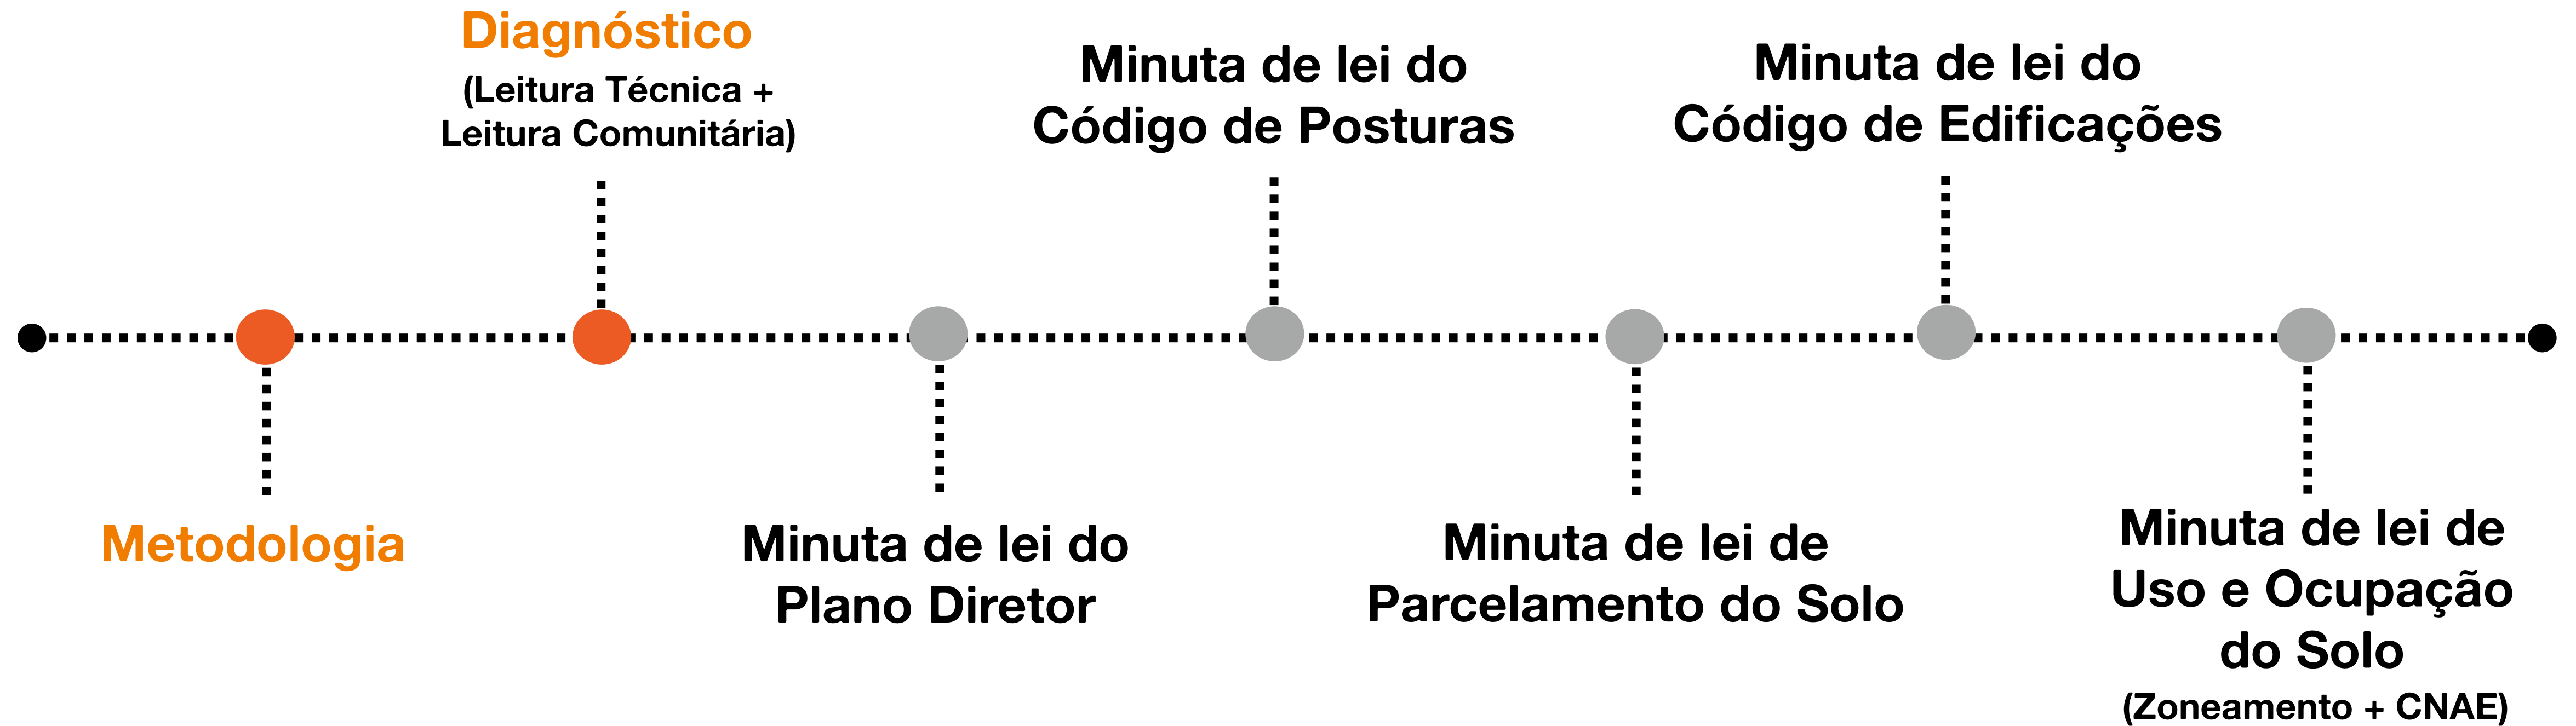 Diagnóstico
(Leitura Técnica +
Leitura Comunitária)
Minuta de lei do
Código de Posturas
Minuta de lei do
Código de Edificações
Metodologia
Minuta de lei do
Plano Diretor
Minuta de lei de
Parcelamento do Solo
Minuta de lei de
Uso e Ocupação
do Solo
(Zoneamento + CNAE)